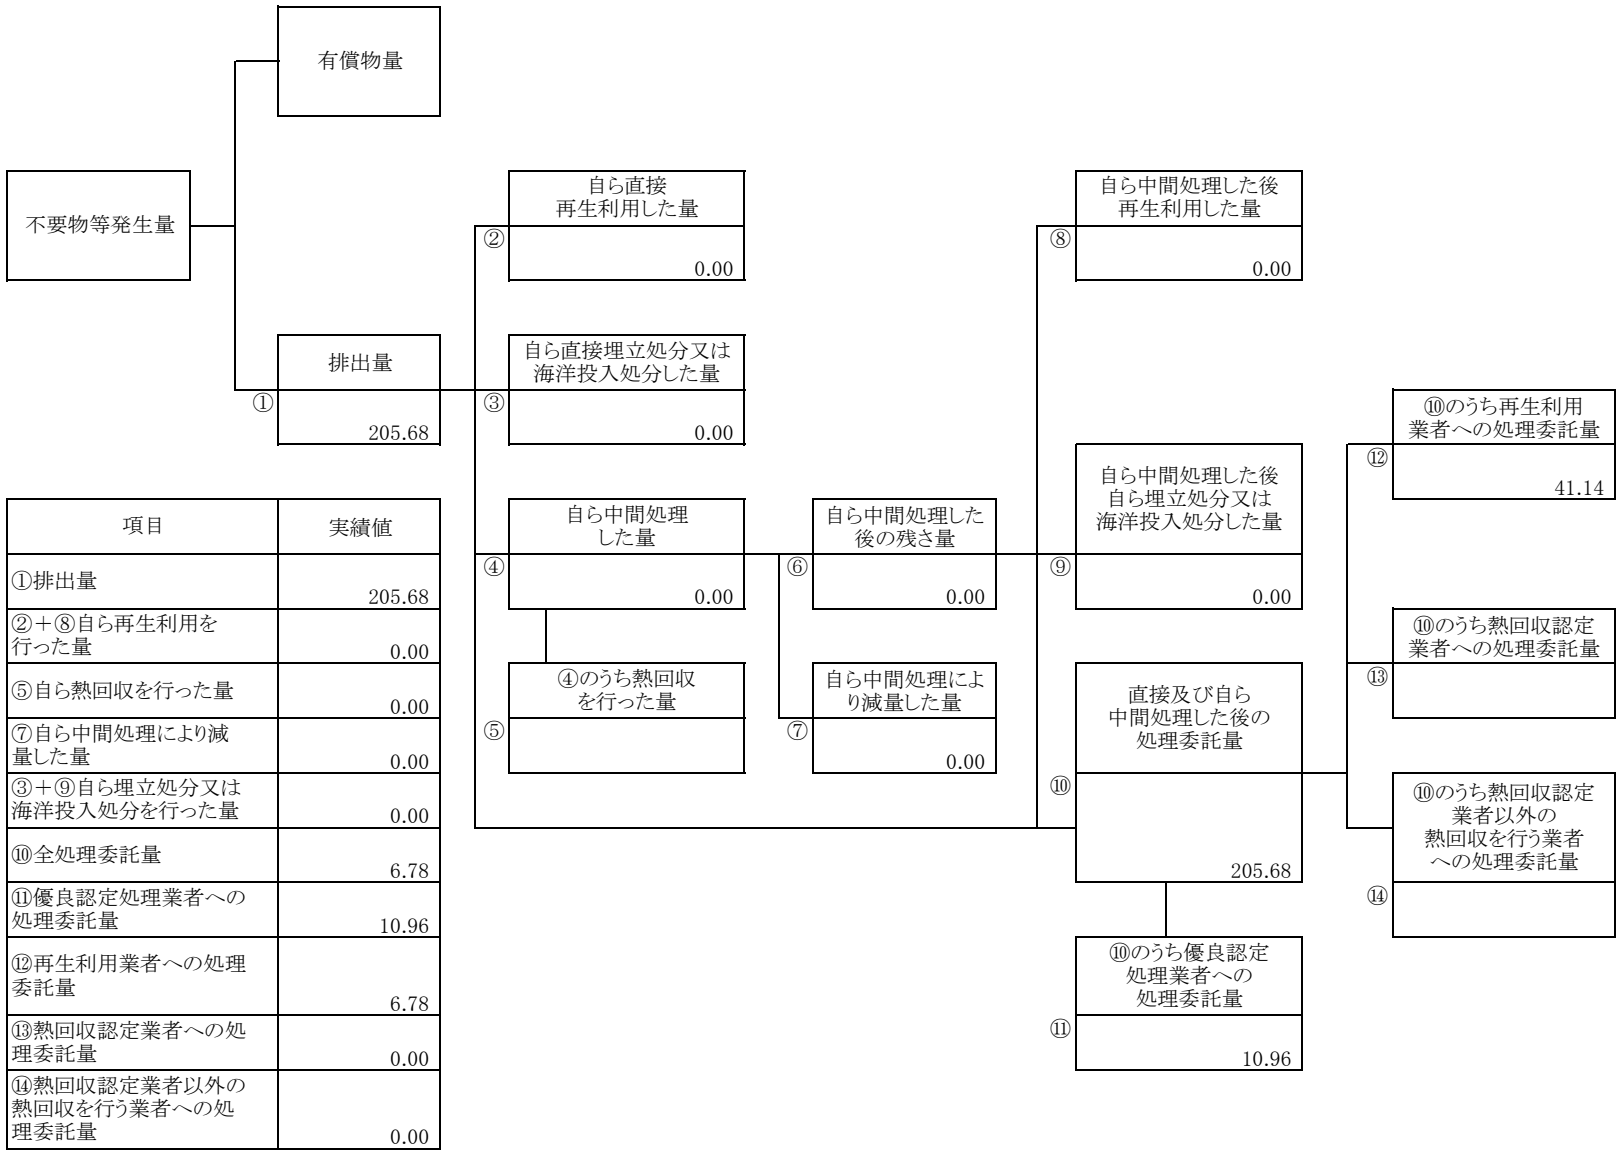 有償物量
不要物等発生量
自ら直接
再生利用した量
②
0.00
自ら中間処理した後
再生利用した量
⑧
0.00
排出量
①
205.68
自ら直接埋立処分又は
海洋投入処分した量
③
0.00
⑩のうち再生利用
業者への処理委託量
⑫
41.14
自ら中間処理
した量
④
0.00
自ら中間処理した
後の残さ量
⑥
0.00
自ら中間処理した後
自ら埋立処分又は
海洋投入処分した量
⑨
0.00
⑩のうち熱回収認定
業者への処理委託量
⑬
④のうち熱回収
を行った量
⑤
自ら中間処理によ
り減量した量
⑦
0.00
直接及び自ら
中間処理した後の
処理委託量
⑩
205.68
⑩のうち熱回収認定
業者以外の
熱回収を行う業者
への処理委託量
⑭
⑩のうち優良認定
処理業者への
処理委託量
⑪
10.96
項目 実績値
①排出量
205.68
②＋⑧自ら再生利用を
行った量
0.00
⑤自ら熱回収を行った量
0.00
⑦自ら中間処理により減
量した量
0.00
③＋⑨自ら埋立処分又は
海洋投入処分を行った量
0.00
⑩全処理委託量
6.78
⑪優良認定処理業者への
処理委託量
10.96
⑫再生利用業者への処理
委託量
6.78
⑬熱回収認定業者への処
理委託量
0.00
⑭熱回収認定業者以外の
熱回収を行う業者への処
理委託量
0.00